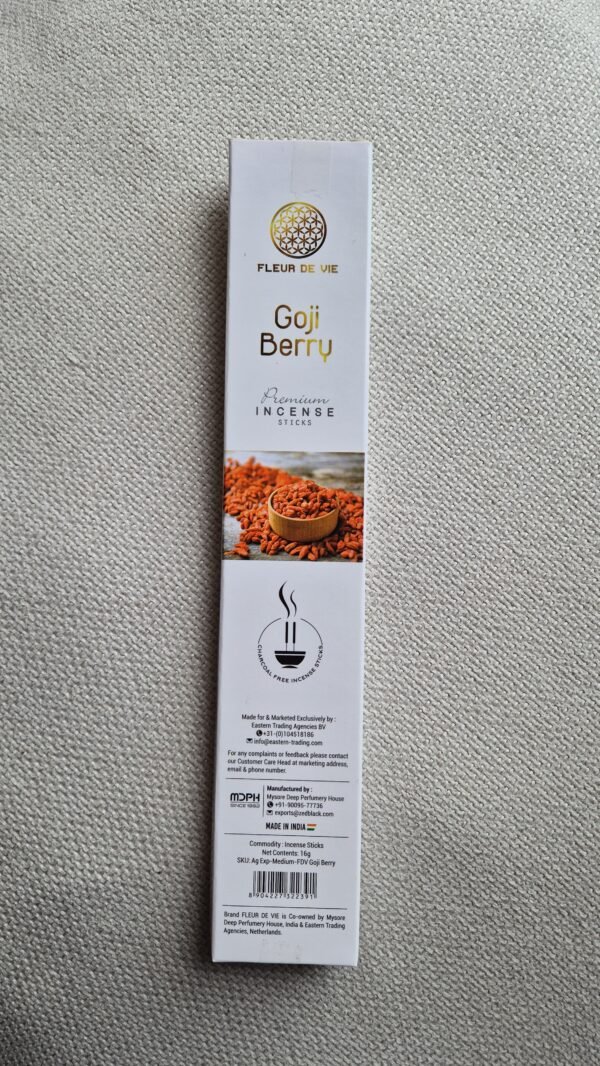 FLEUR DE VIE
Goji
Berry
Premium
INCENSE
STICKS
CHARCOAL FREE INCENSE STICKS
Made for & Marketed Exclusively by :
Eastern Trading Agencies BV
+31-(0)104518186
info@eastern-trading.com
For any complaints or feedback please contact
our Customer Care Head at marketing address,
email & phone number.
MDPH
SINCE 1992
Manufactured by :
Mysore Deep Perfumery House
+91-90095-77736
exports@zedblack.com
MADE IN INDIA
Commodity : Incense Sticks
Net Contents: 16g
SKU: Ag Exp-Medium-FDV Goji Berry
8 904227 322391
Brand FLEUR DE VIE is Co-owned by Mysore
Deep Perfumery House, India & Eastern Trading
Agencies, Netherlands.